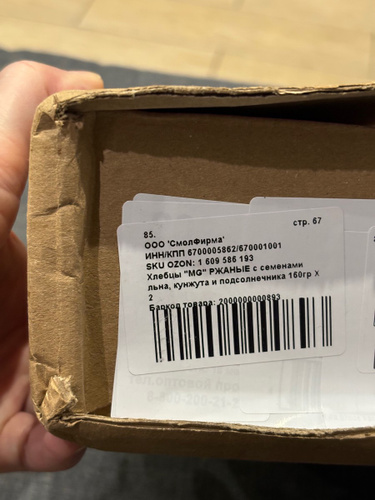 85.
стр. 67
ООО 'СмолФирма'
ИНН/КПП 6700005862/670001001
SKU OZON: 1 609 586 193
Хлебцы "MG" РЖАНЫЕ с семенами
льна, кунжута и подсолнечника 160гр X
2
Баркод товара: 2000000000893